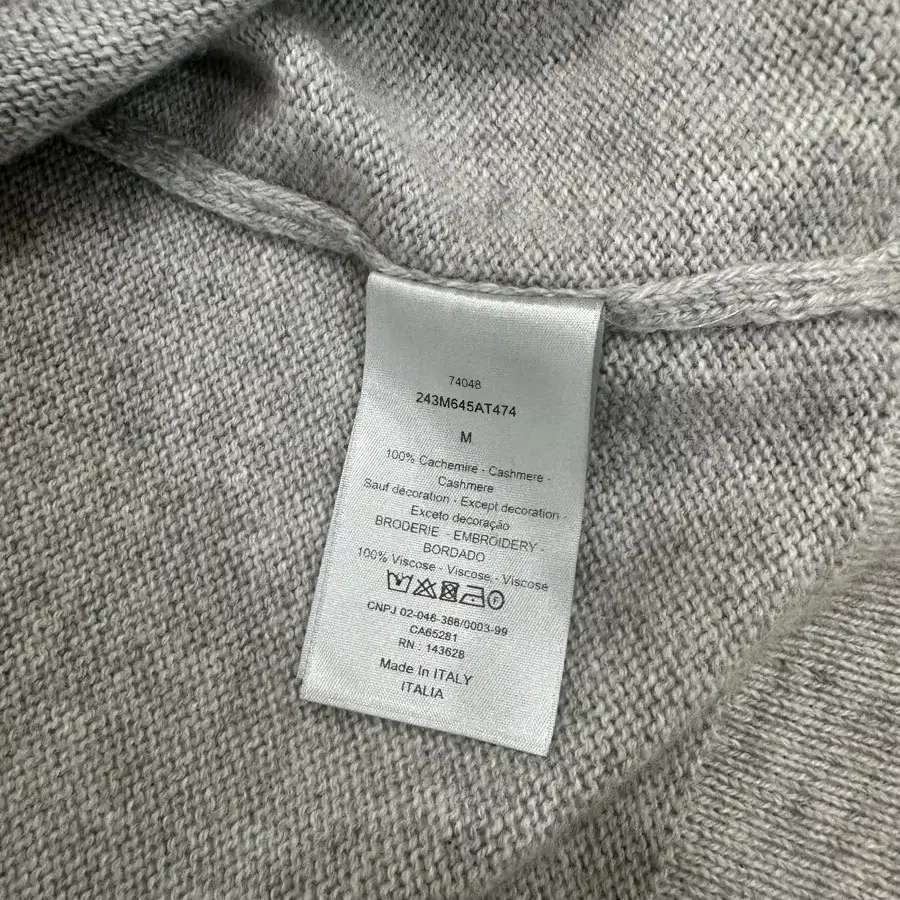 74048
243M645AT474
M
100% Cachemire - Cashmere -
Cashmere
Sauf décoration - Except decoration -
Exceto decoração
BRODERIE - EMBROIDERY -
BORDADO
100% Viscose - Viscose - Viscose
F
CNPJ 02-046-366/0003-99
CA65281
RN : 143628
Made In ITALY
ITALIA